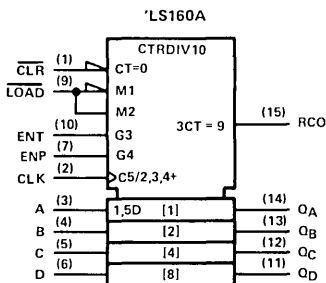 'LS160A
CTRDIV10
CLR (1) CT=0
LOAD (9) M1
M2
ENT (10) G3 3CT = 9 (15) RCO
ENP (7) G4
CLK (2) C5/2,3,4+
A (3) 1,5D [1] (14) QA
B (4) [2] (13) QB
C (5) [4] (12) QC
D (6) [8] (11) QD